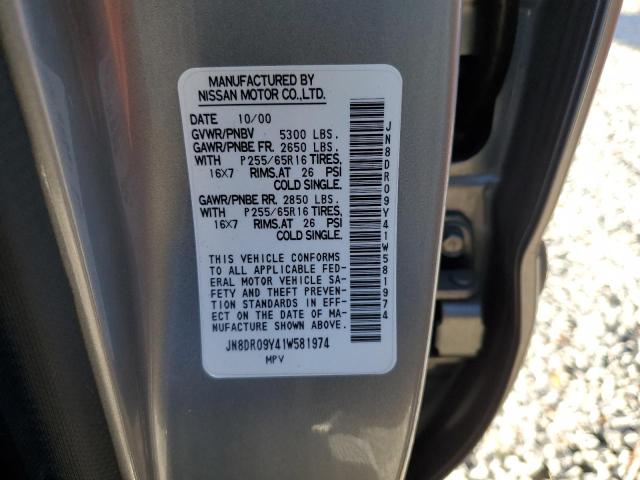 MANUFACTURED BY
NISSAN MOTOR CO.,LTD.
DATE 10/00
GVWR/PNBV 5300 LBS.
GAWR/PNBE FR. 2650 LBS.
WITH P255/65R16 TIRES,
16X7 RIMS.AT 26 PSI
COLD SINGLE.
GAWR/PNBE RR. 2850 LBS.
WITH P255/65R16 TIRES,
16X7 RIMS.AT 26 PSI
COLD SINGLE.
THIS VEHICLE CONFORMS
TO ALL APPLICABLE FED-
ERAL MOTOR VEHICLE SA-
FETY AND THEFT PREVEN-
TION STANDARDS IN EFF-
ECT ON THE DATE OF MA-
NUFACTURE SHOWN ABOVE.
JN8DR09Y41W581974
MPV
JN8DR09Y41W581974